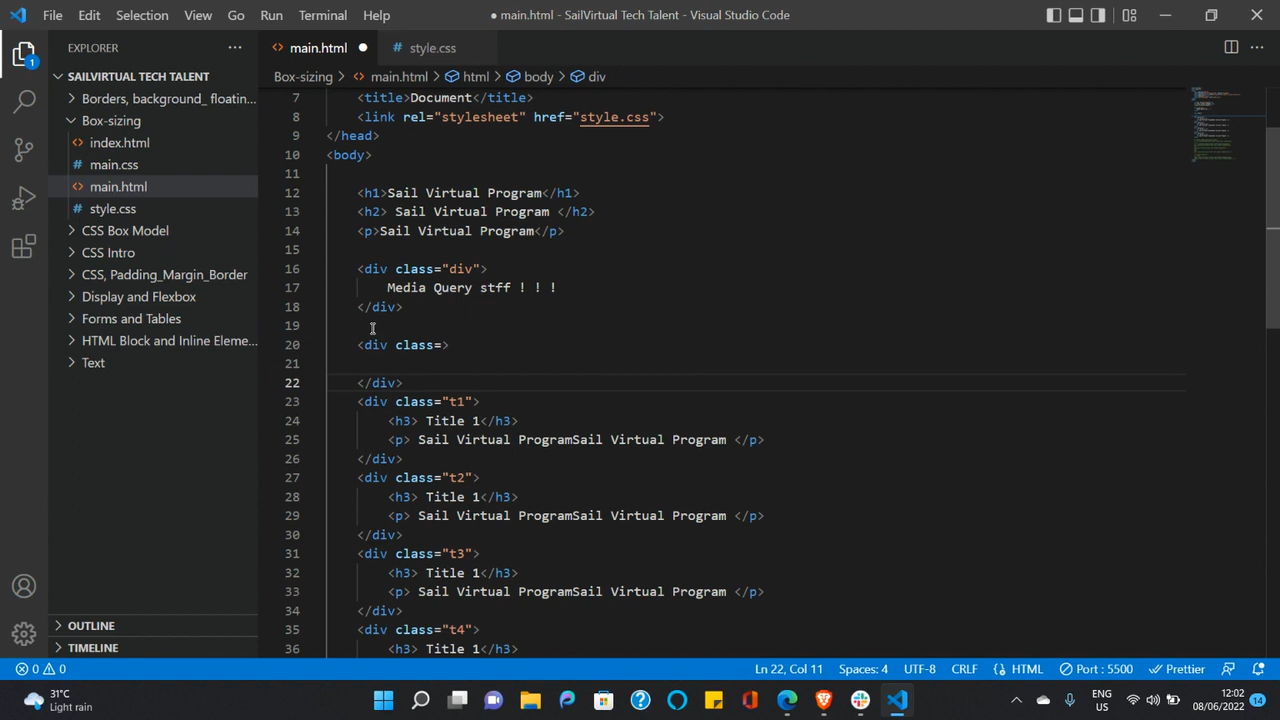 File Edit Selection View Go Run Terminal Help
● main.html - SailVirtual Tech Talent - Visual Studio Code
EXPLORER ···
main.html ●
style.css
SAILVIRTUAL TECH TALENT
Borders, background_ floatin...
Box-sizing
index.html
main.css
main.html
style.css
CSS Box Model
CSS Intro
CSS, Padding_Margin_Border
Display and Flexbox
Forms and Tables
HTML Block and Inline Eleme...
Text
OUTLINE
TIMELINE
1
Box-sizing > main.html > html > body > div
7 <title>Document</title>
8 <link rel="stylesheet" href="style.css">
9 </head>
10 <body>
11
12 <h1>Sail Virtual Program</h1>
13 <h2> Sail Virtual Program </h2>
14 <p>Sail Virtual Program</p>
15
16 <div class="div">
17 Media Query stff ! ! !
18 </div>
19
20 <div class=>
21
22 </div>
23 <div class="t1">
24 <h3> Title 1</h3>
25 <p> Sail Virtual ProgramSail Virtual Program </p>
26 </div>
27 <div class="t2">
28 <h3> Title 1</h3>
29 <p> Sail Virtual ProgramSail Virtual Program </p>
30 </div>
31 <div class="t3">
32 <h3> Title 1</h3>
33 <p> Sail Virtual ProgramSail Virtual Program </p>
34 </div>
35 <div class="t4">
36 <h3> Title 1</h3>
0 0 Ln 22, Col 11 Spaces: 4 UTF-8 CRLF HTML Port : 5500 Prettier
31°C
Light rain
ENG
US
12:02
08/06/2022